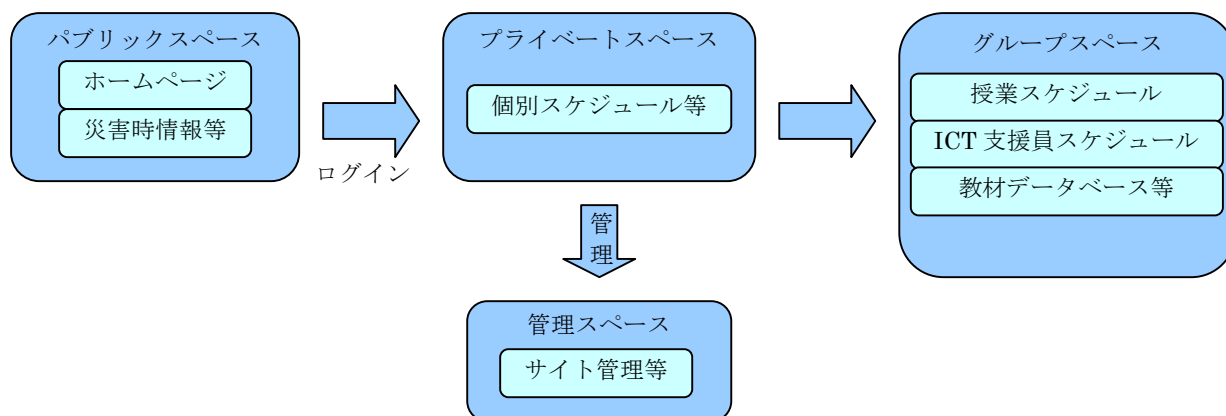 パブリックスペース
ホームページ
災害時情報等
ログイン
プライベートスペース
個別スケジュール等
グループスペース
授業スケジュール
ICT 支援員スケジュール
教材データベース等
管理
管理スペース
サイト管理等